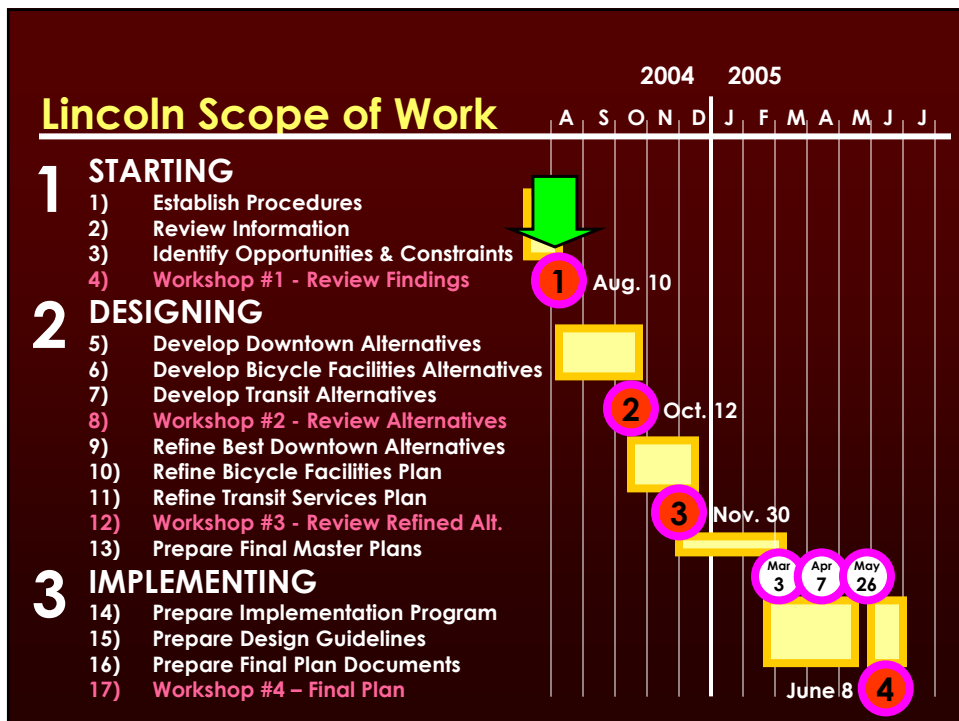 2004 2005
Lincoln Scope of Work A S O N D J F M A M J J
1 STARTING
1) Establish Procedures
2) Review Information
3) Identify Opportunities & Constraints
4) Workshop #1 - Review Findings 1 Aug. 10
2 DESIGNING
5) Develop Downtown Alternatives
6) Develop Bicycle Facilities Alternatives
7) Develop Transit Alternatives
8) Workshop #2 - Review Alternatives 2 Oct. 12
9) Refine Best Downtown Alternatives
10) Refine Bicycle Facilities Plan
11) Refine Transit Services Plan
12) Workshop #3 - Review Refined Alt. 3 Nov. 30
13) Prepare Final Master Plans
Mar 3 Apr 7 May 26
3 IMPLEMENTING
14) Prepare Implementation Program
15) Prepare Design Guidelines
16) Prepare Final Plan Documents
17) Workshop #4 – Final Plan June 8 4